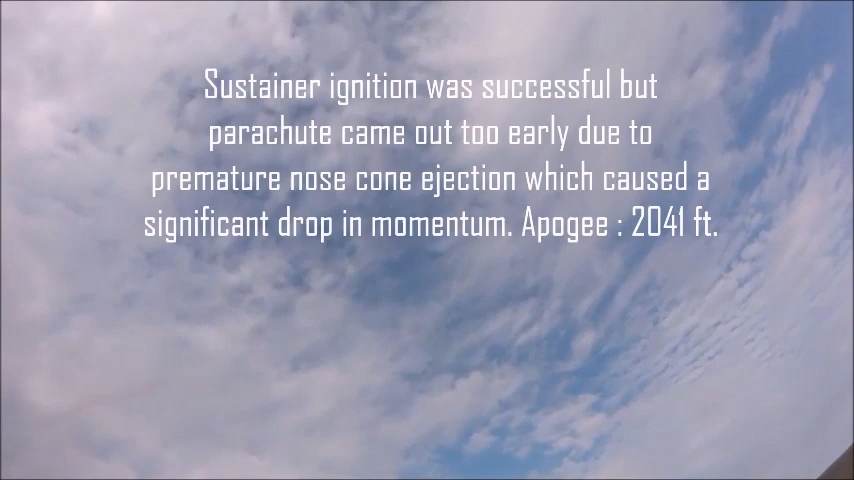 Sustainer ignition was successful but
parachute came out too early due to
premature nose cone ejection which caused a
significant drop in momentum. Apogee : 2041 ft.